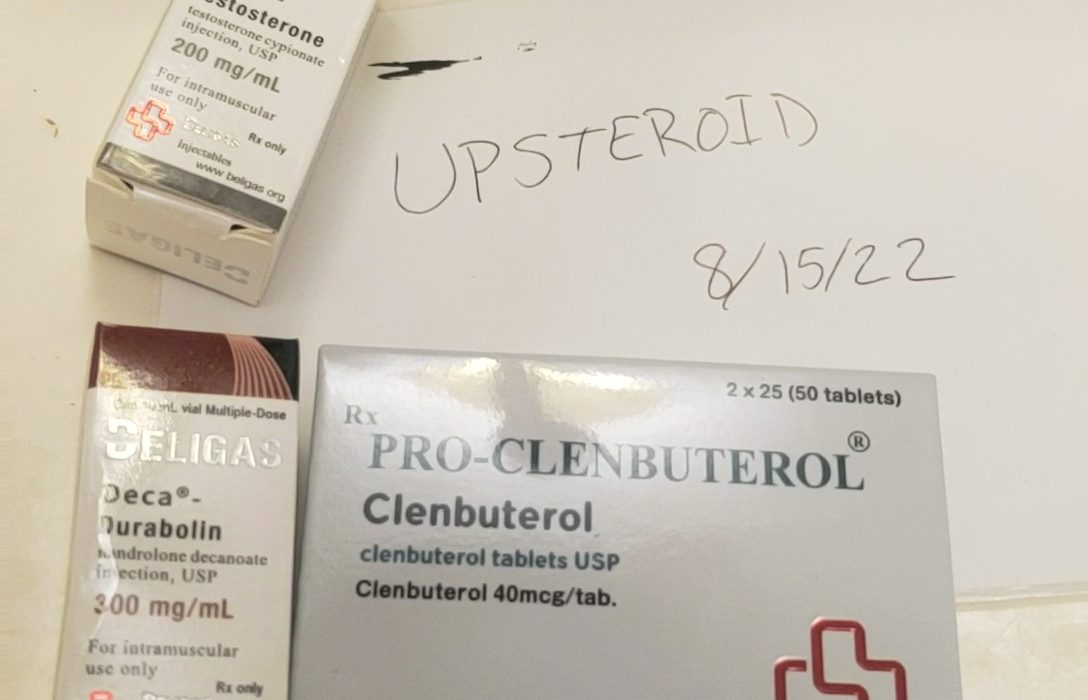 testosterone cypionate
injection, USP
200 mg/mL
For intramuscular
use only
BELIGAS Rx only
Injectables
www.beligas.org
BELIGAS
UPSTEROID
8/15/22
vial Multiple-Dose
BELIGAS
Deca®-
Durabolin
nandrolone decanoate
injection, USP
300 mg/mL
For intramuscular
use only
Rx only
2 x 25 (50 tablets)
Rx
PRO-CLENBUTEROL®
Clenbuterol
clenbuterol tablets USP
Clenbuterol 40mcg/tab.